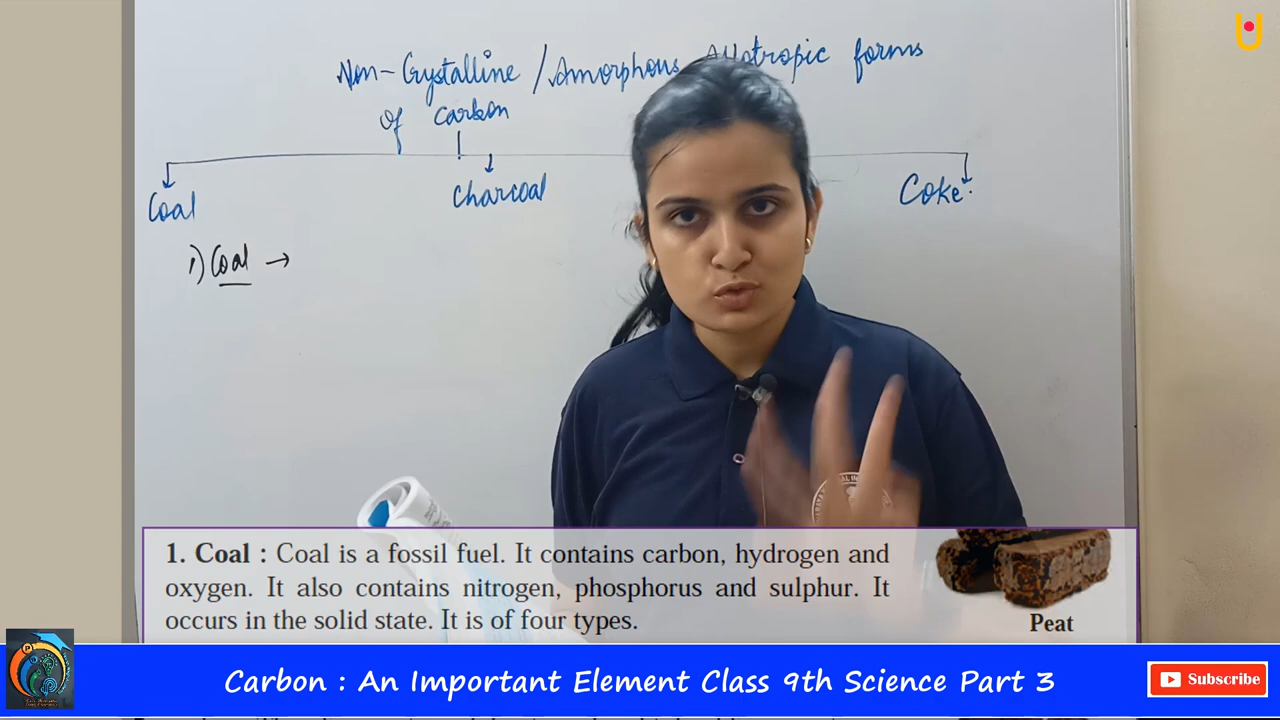 Non-Crystalline / Amorphous Allotropic forms
of carbon
Coal
Charcoal
Coke.
1) Coal →
1. Coal : Coal is a fossil fuel. It contains carbon, hydrogen and
oxygen. It also contains nitrogen, phosphorus and sulphur. It
occurs in the solid state. It is of four types.
Peat
Carbon : An Important Element Class 9th Science Part 3
Subscribe